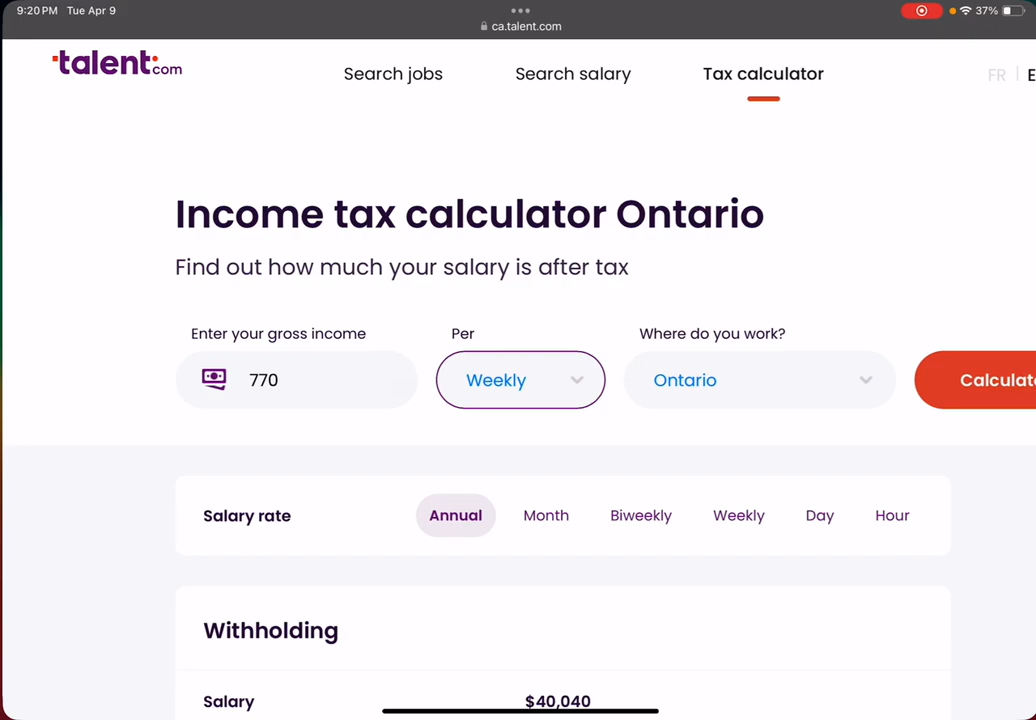 9:20 PM Tue Apr 9
37%
ca.talent.com
talent.com
Search jobs
Search salary
Tax calculator
FR
E
Income tax calculator Ontario
Find out how much your salary is after tax
Enter your gross income
Per
Where do you work?
770
Weekly
Ontario
Calculat
Salary rate
Annual
Month
Biweekly
Weekly
Day
Hour
Withholding
Salary
$40,040